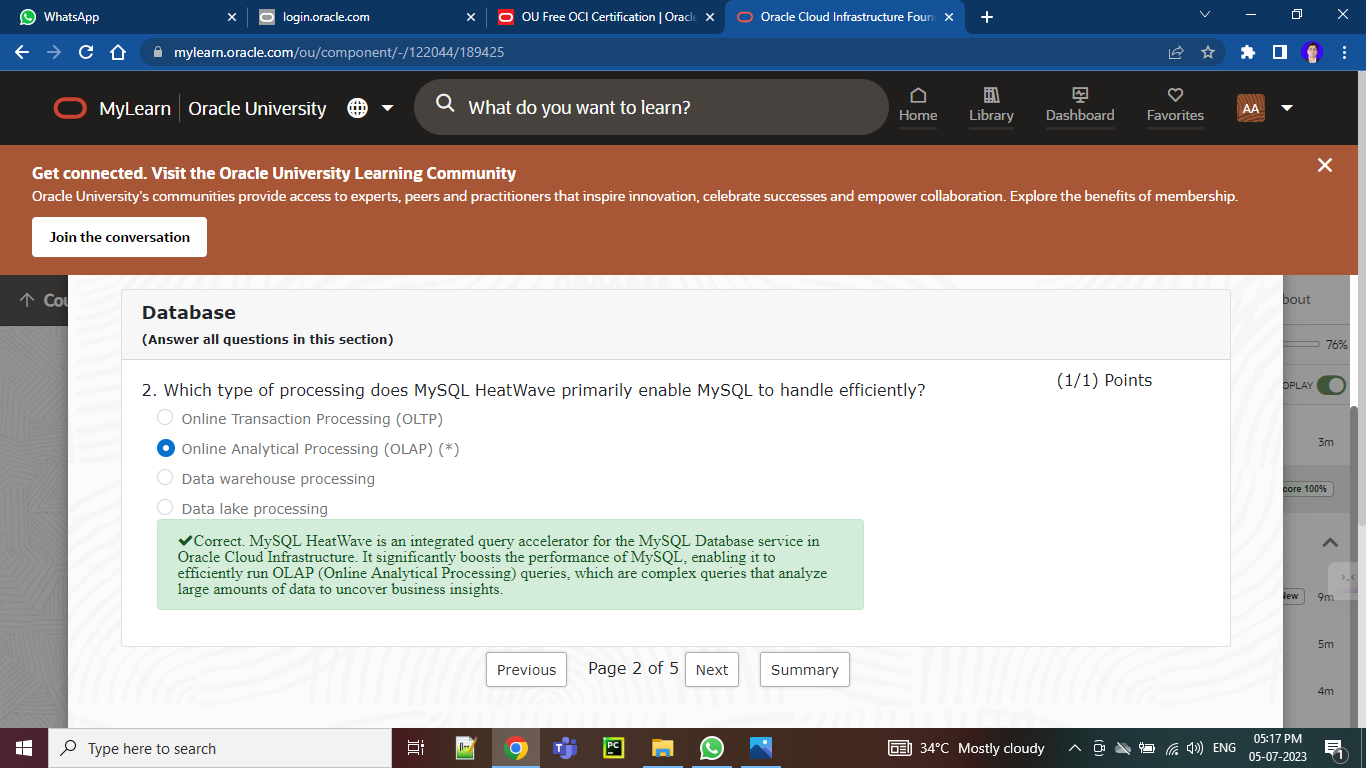 WhatsApp
login.oracle.com
OU Free OCI Certification | Oracle
Oracle Cloud Infrastructure Foun
mylearn.oracle.com/ou/component/-/122044/189425
MyLearn
Oracle University
What do you want to learn?
Home
Library
Dashboard
Favorites
AA
Get connected. Visit the Oracle University Learning Community
Oracle University's communities provide access to experts, peers and practitioners that inspire innovation, celebrate successes and empower collaboration. Explore the benefits of membership.
Join the conversation
Cou
bout
76%
OPLAY
3m
core 100%
New
9m
5m
4m
Database
(Answer all questions in this section)
2. Which type of processing does MySQL HeatWave primarily enable MySQL to handle efficiently?
(1/1) Points
Online Transaction Processing (OLTP)
Online Analytical Processing (OLAP) (*)
Data warehouse processing
Data lake processing
✔Correct. MySQL HeatWave is an integrated query accelerator for the MySQL Database service in
Oracle Cloud Infrastructure. It significantly boosts the performance of MySQL, enabling it to
efficiently run OLAP (Online Analytical Processing) queries, which are complex queries that analyze
large amounts of data to uncover business insights.
Previous
Page 2 of 5
Next
Summary
Type here to search
PC
34°C Mostly cloudy
ENG
05:17 PM
05-07-2023
1